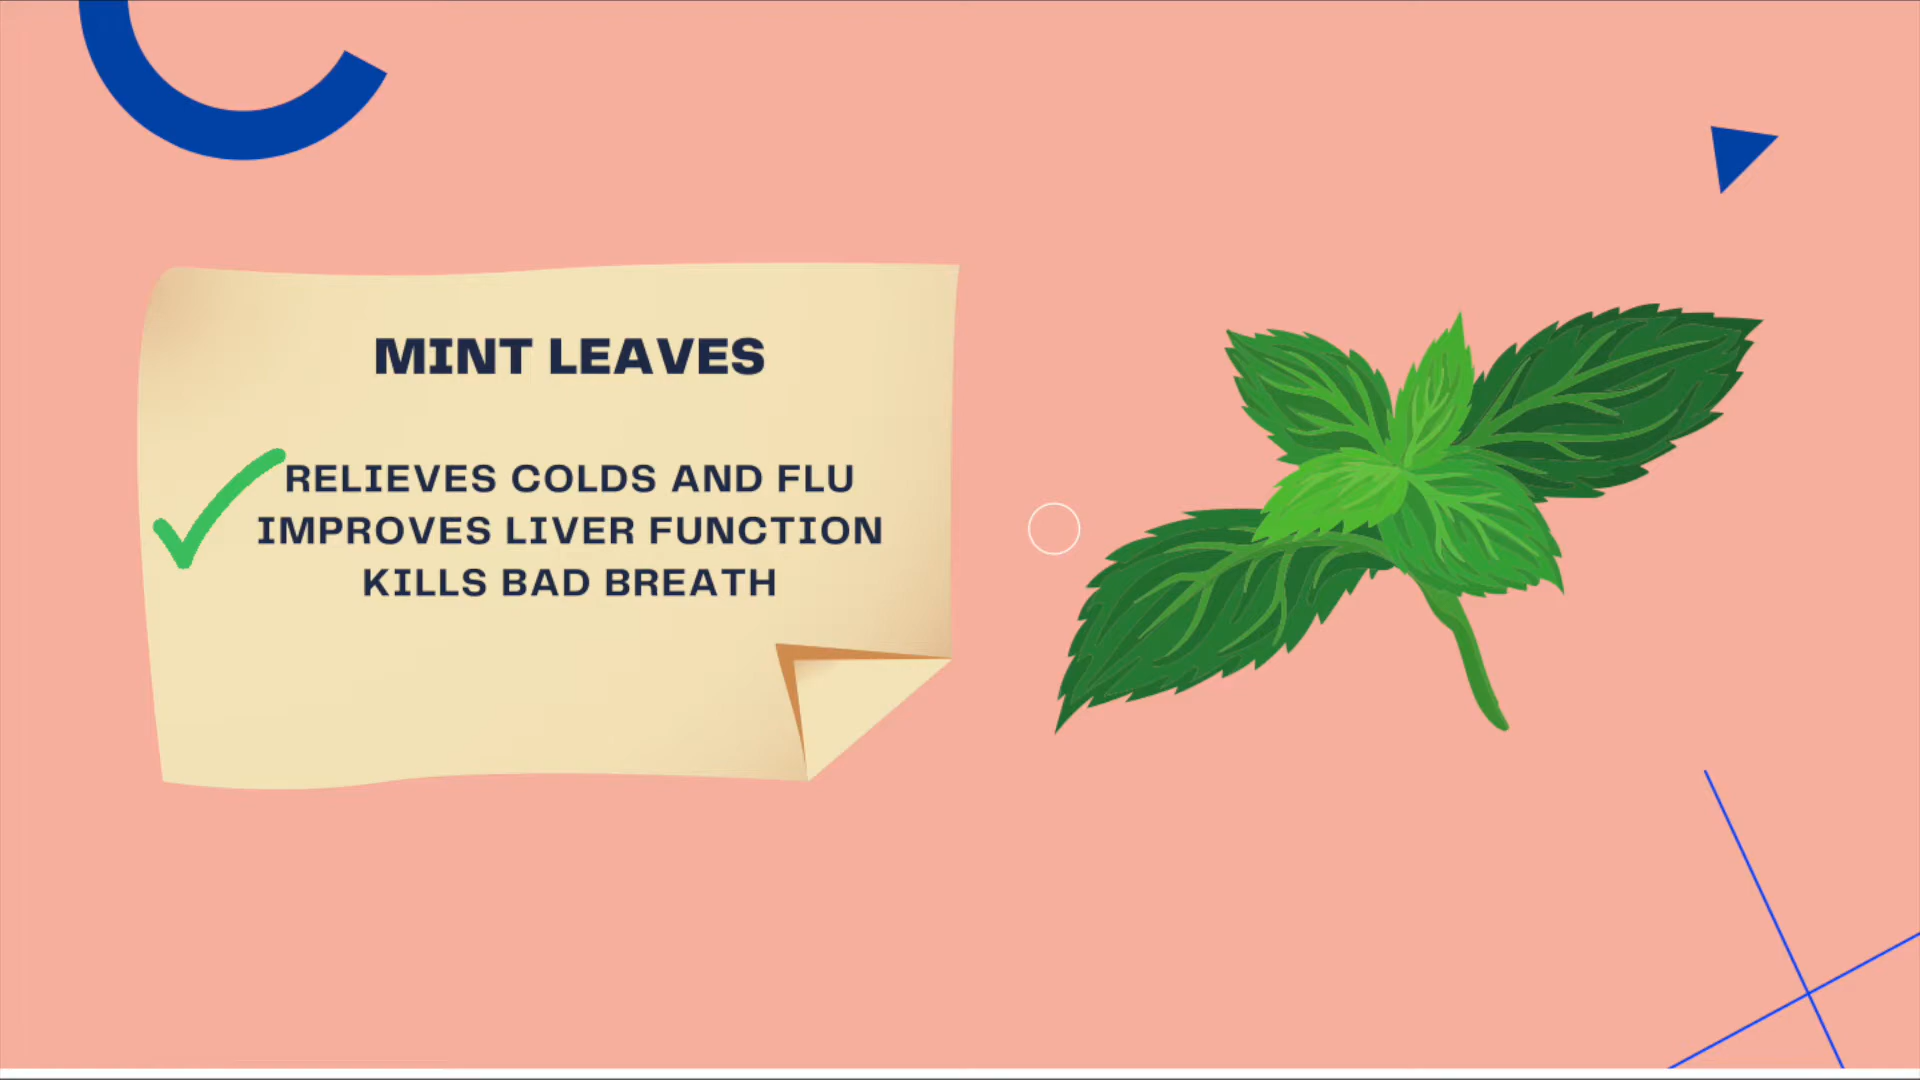 MINT LEAVES
RELIEVES COLDS AND FLU
IMPROVES LIVER FUNCTION
KILLS BAD BREATH